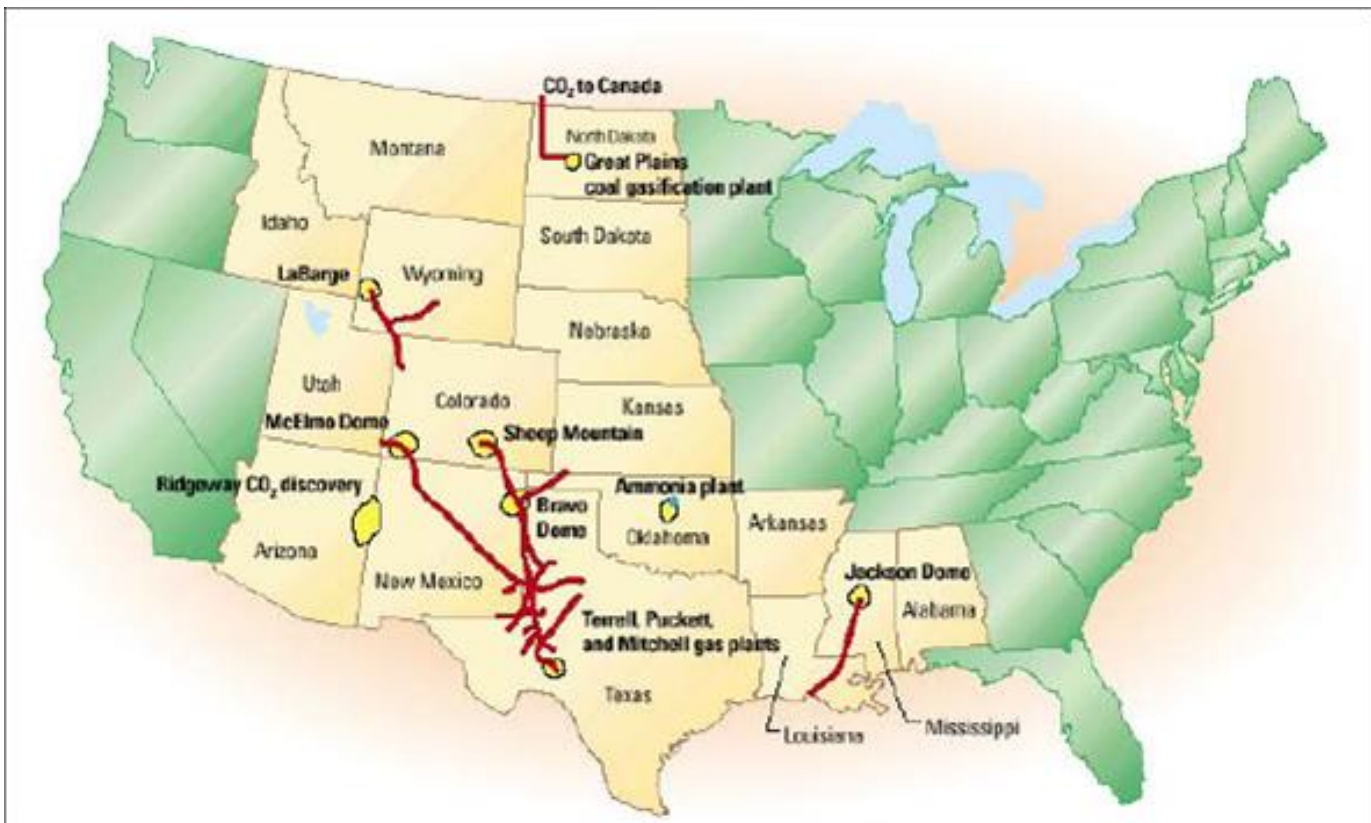 CO₂ to Canada
North Dakota
Montana
Great Plains
coal gasification plant
Idaho
South Dakota
LaBarge
Wyoming
Nebraska
Utah
Colorado
Kansas
McElmo Dome
Sheep Mountain
Ridgeway CO₂ discovery
Ammonia plant
Bravo
Dome
Arkansas
Oklahoma
Arizona
New Mexico
Jackson Dome
Alabama
Terrell, Puckett,
and Mitchell gas plants
Texas
Mississippi
Louisiana